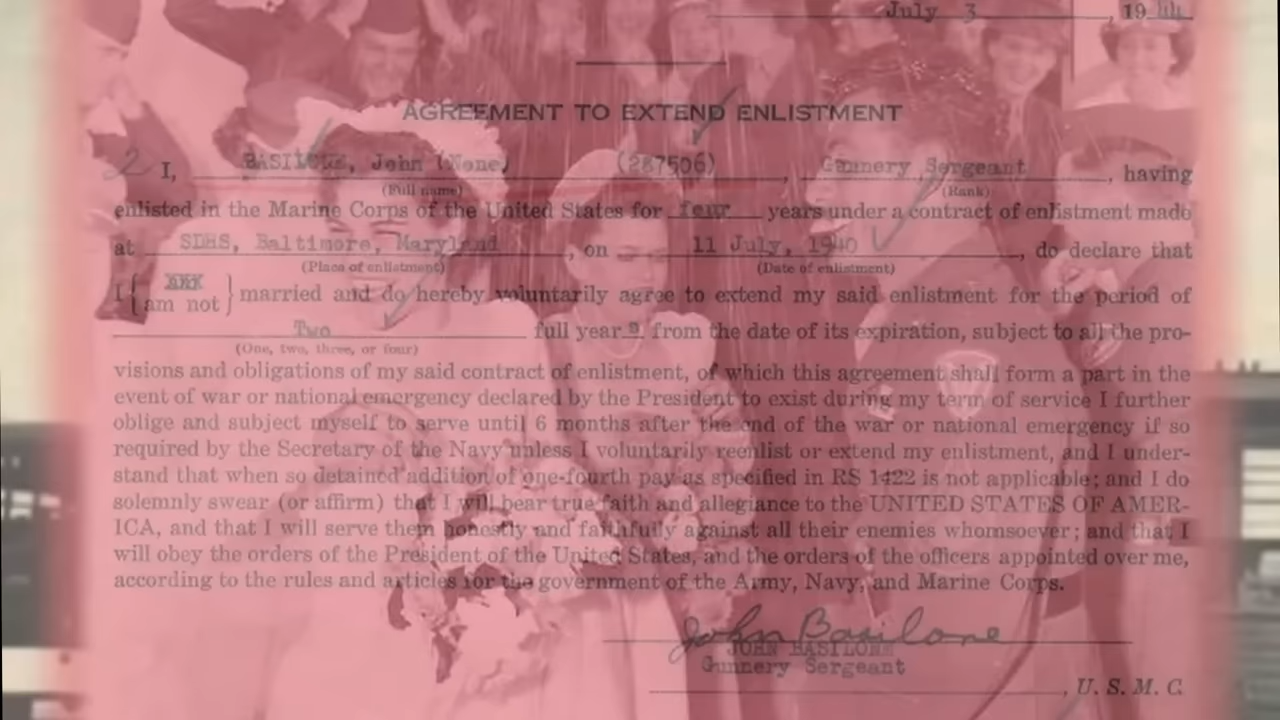 July 3, 1944
AGREEMENT TO EXTEND ENLISTMENT
2 I, BASILONE, John (None) (287506), Gunnery Sergeant, having
(Full name) (Rank)
enlisted in the Marine Corps of the United States for four years under a contract of enlistment made
at SDHS, Baltimore, Maryland, on 11 July, 1940, do declare that
(Place of enlistment) (Date of enlistment)
I { am not } married and do hereby voluntarily agree to extend my said enlistment for the period of
Two full years from the date of its expiration, subject to all the pro-
(One, two, three, or four)
visions and obligations of my said contract of enlistment, of which this agreement shall form a part in the
event of war or national emergency declared by the President to exist during my term of service I further
oblige and subject myself to serve until 6 months after the end of the war or national emergency if so
required by the Secretary of the Navy unless I voluntarily reenlist or extend my enlistment, and I under-
stand that when so detained addition of one-fourth pay as specified in RS 1422 is not applicable; and I do
solemnly swear (or affirm) that I will bear true faith and allegiance to the UNITED STATES OF AMER-
ICA, and that I will serve them honestly and faithfully against all their enemies whomsoever; and that I
will obey the orders of the President of the United States, and the orders of the officers appointed over me,
according to the rules and articles for the government of the Army, Navy, and Marine Corps.
John Basilone
JOHN BASILONE
Gunnery Sergeant
, U. S. M. C.